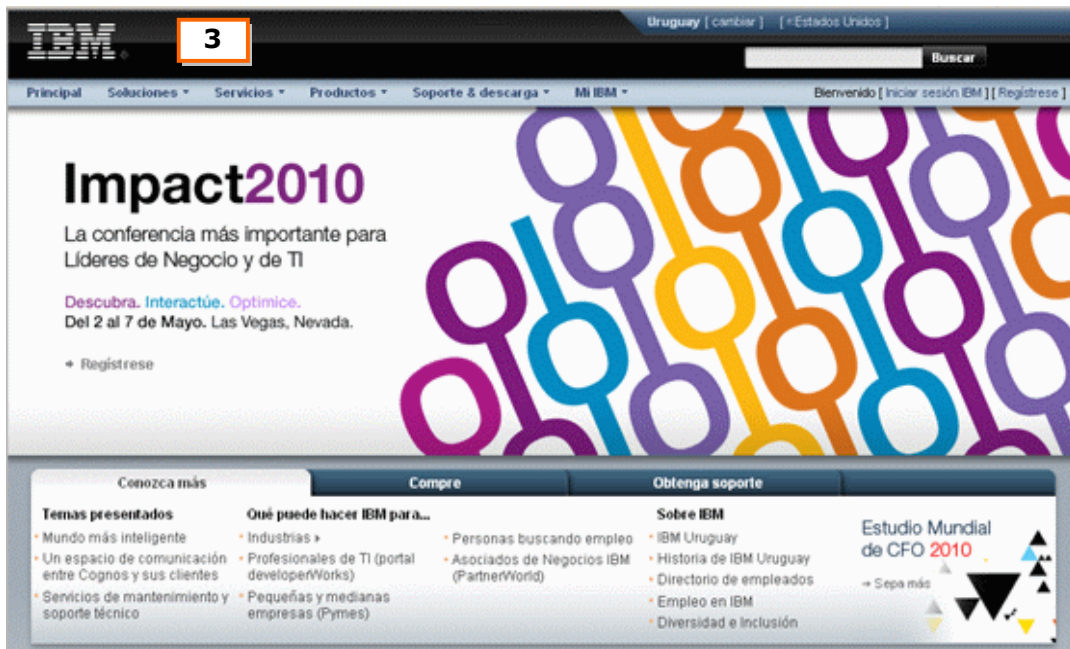 Uruguay [ cambiar ] [ «Estados Unidos ]
IBM
3
Buscar
Principal Soluciones Servicios Productos Soporte & descarga Mi IBM Bienvenido [ Iniciar sesión IBM ] [ Regístrese ]
Impact2010
La conferencia más importante para
Líderes de Negocio y de TI
Descubra. Interactúe. Optimice.
Del 2 al 7 de Mayo. Las Vegas, Nevada.
Regístrese
Conozca más Compre Obtenga soporte
Temas presentados
Mundo más inteligente
Un espacio de comunicación
entre Cognos y sus clientes
Servicios de mantenimiento y
soporte técnico
Qué puede hacer IBM para...
Industrias
Profesionales de TI (portal
developerWorks)
Pequeñas y medianas
empresas (Pymes)
Personas buscando empleo
Asociados de Negocios IBM
(PartnerWorld)
Sobre IBM
IBM Uruguay
Historia de IBM Uruguay
Directorio de empleados
Empleo en IBM
Diversidad e Inclusión
Estudio Mundial
de CFO 2010
Sepa más